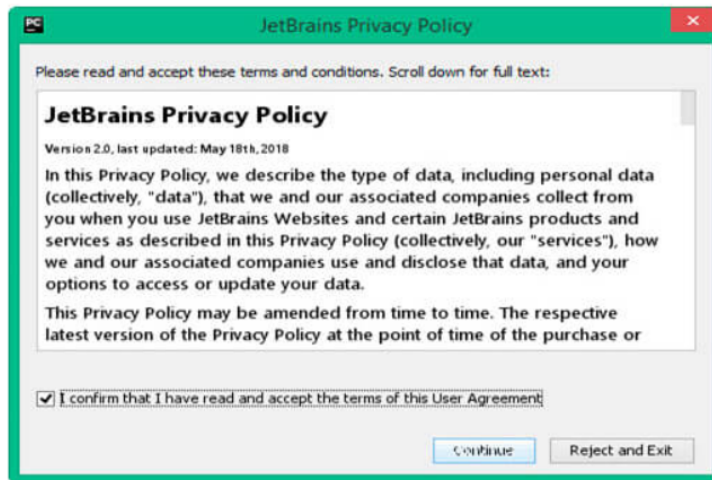 PC
JetBrains Privacy Policy
Please read and accept these terms and conditions. Scroll down for full text:
JetBrains Privacy Policy
Version 2.0, last updated: May 18th, 2018
In this Privacy Policy, we describe the type of data, including personal data
(collectively, "data"), that we and our associated companies collect from
you when you use JetBrains Websites and certain JetBrains products and
services as described in this Privacy Policy (collectively, our "services"), how
we and our associated companies use and disclose that data, and your
options to access or update your data.
This Privacy Policy may be amended from time to time. The respective
latest version of the Privacy Policy at the point of time of the purchase or
I confirm that I have read and accept the terms of this User Agreement
Continue Reject and Exit